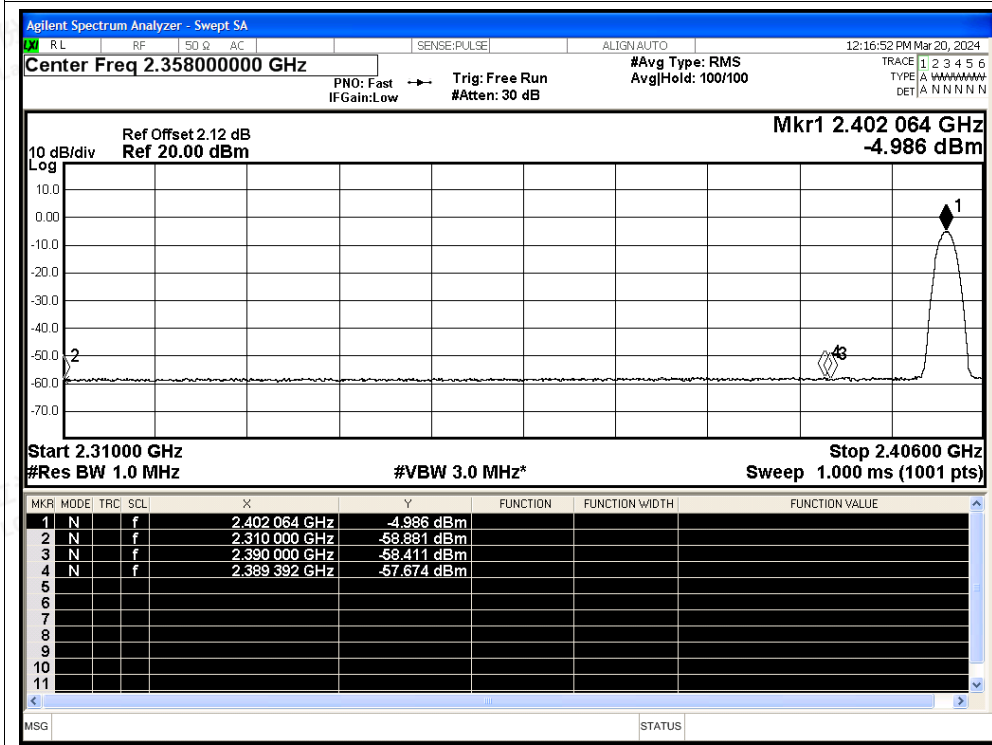 Agilent Spectrum Analyzer - Swept SA
LXI RL RF 50 Ω AC SENSE:PULSE ALIGN AUTO 12:16:52 PM Mar 20, 2024
Center Freq 2.358000000 GHz
PNO: Fast
IFGain:Low
Trig: Free Run
#Atten: 30 dB
#Avg Type: RMS
Avg|Hold: 100/100
TRACE 1 2 3 4 5 6
TYPE A WWWWW
DET A N N N N N
Mkr1 2.402 064 GHz
-4.986 dBm
Ref Offset 2.12 dB
10 dB/div Ref 20.00 dBm
Log
10.0
0.00
-10.0
-20.0
-30.0
-40.0
-50.0
-60.0
-70.0
1
2
4 3
Start 2.31000 GHz Stop 2.40600 GHz
#Res BW 1.0 MHz #VBW 3.0 MHz* Sweep 1.000 ms (1001 pts)
MKR MODE TRC SCL X Y FUNCTION FUNCTION WIDTH FUNCTION VALUE
1 N f 2.402 064 GHz -4.986 dBm
2 N f 2.310 000 GHz -58.881 dBm
3 N f 2.390 000 GHz -58.411 dBm
4 N f 2.389 392 GHz -57.674 dBm
5
6
7
8
9
10
11
MSG STATUS